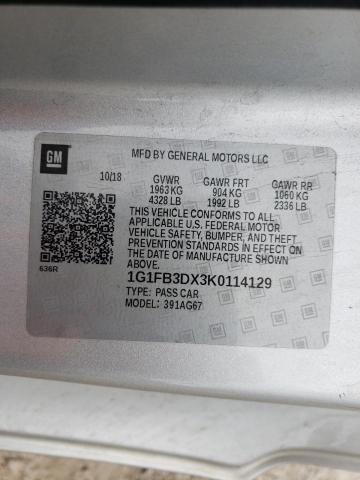 GM
MFD BY GENERAL MOTORS LLC
10/18 GVWR GAWR FRT GAWR RR
1963 KG 904 KG 1060 KG
4328 LB 1992 LB 2336 LB
THIS VEHICLE CONFORMS TO ALL
APPLICABLE U.S. FEDERAL MOTOR
VEHICLE SAFETY, BUMPER, AND THEFT
PREVENTION STANDARDS IN EFFECT ON
THE DATE OF MANUFACTURE SHOWN
ABOVE.
636R
1G1FB3DX3K0114129
TYPE: PASS CAR
MODEL: 391AG67